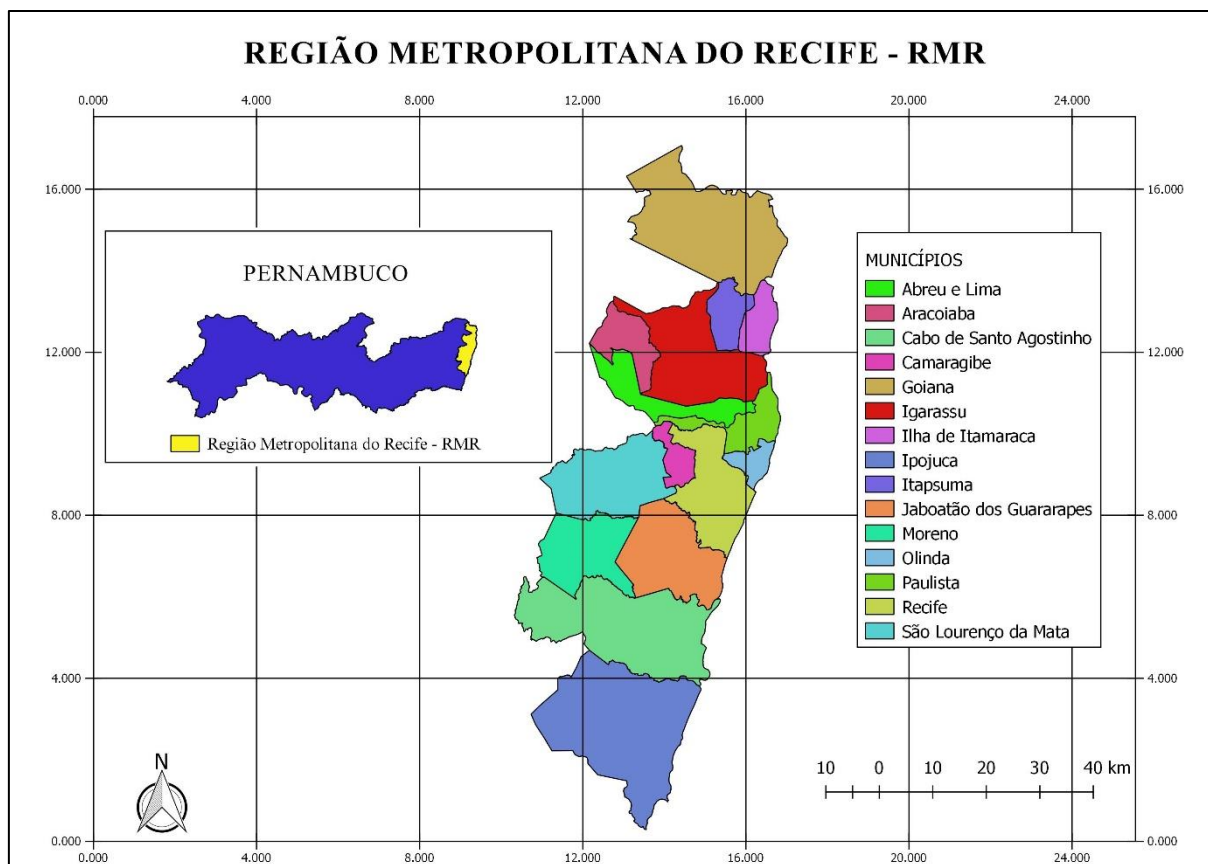 REGIÃO METROPOLITANA DO RECIFE - RMR
0.000 4.000 8.000 12.000 16.000 20.000 24.000
16.000 16.000
PERNAMBUCO
Região Metropolitana do Recife - RMR
MUNICÍPIOS
Abreu e Lima
Aracoiaba
Cabo de Santo Agostinho
Camaragibe
Goiana
Igarassu
Ilha de Itamaraca
Ipojuca
Itapsuma
Jaboatão dos Guararapes
Moreno
Olinda
Paulista
Recife
São Lourenço da Mata
12.000 12.000
8.000 8.000
4.000 4.000
N
10 0 10 20 30 40 km
0.000 0.000
0.000 4.000 8.000 12.000 16.000 20.000 24.000